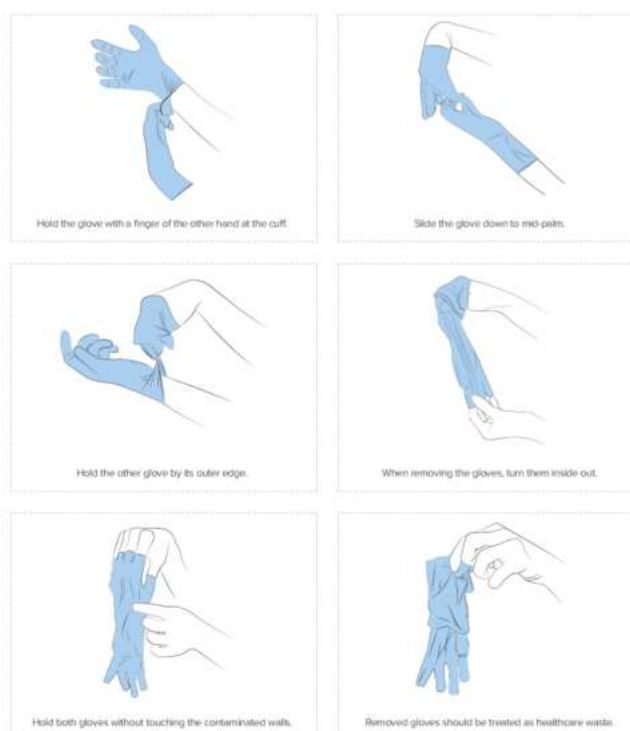 Hold the glove with a finger of the other hand at the cuff.
Slide the glove down to mid-palm.
Hold the other glove by its outer edge.
When removing the gloves, turn them inside out.
Hold both gloves without touching the contaminated walls.
Removed gloves should be treated as healthcare waste.